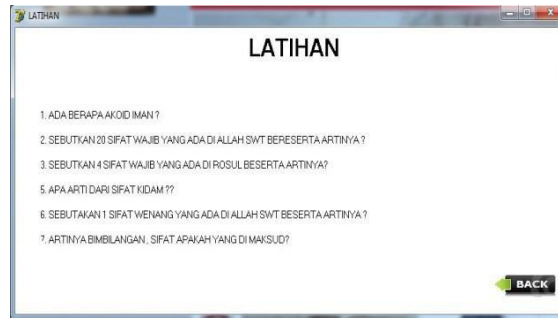 LATIHAN
LATIHAN
1. ADA BERAPA AKOID IMAN ?
2. SEBUTKAN 20 SIFAT WAJIB YANG ADA DI ALLAH SWT BERESERTA ARTINYA ?
3. SEBUTKAN 4 SIFAT WAJIB YANG ADA DI ROSUL BESERTA ARTINYA?
5. APA ARTI DARI SIFAT KIDAM ??
6. SEBUTAKAN 1 SIFAT WENANG YANG ADA DI ALLAH SWT BESERTA ARTINYA ?
7. ARTINYA BIMBILANGAN , SIFAT APAKAH YANG DI MAKSUD?
BACK